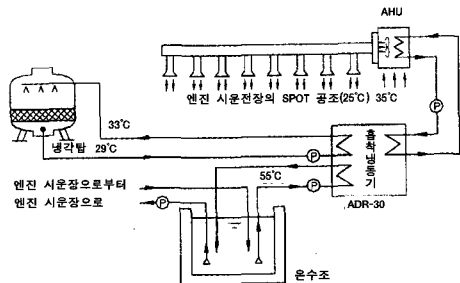 AHU
엔진 시운전장의 SPOT 공조(25℃) 35℃
P
33℃
냉각탑 29℃
P
흡착냉동기
엔진 시운장으로부터
55℃
엔진 시운장으로
P
P
ADR-30
온수조